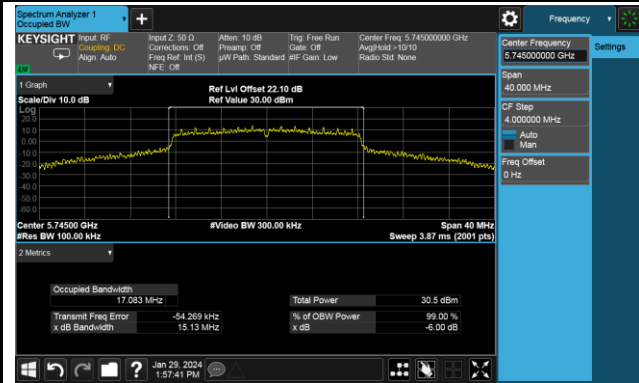 Spectrum Analyzer 1
Occupied BW
Frequency
KEYSIGHT
Input: RF
Coupling: DC
Align: Auto
Input Z: 50 Ω
Corrections: Off
Freq Ref: Int (S)
NFE: Off
Atten: 10 dB
Preamp: Off
µW Path: Standard
Trig: Free Run
Gate: Off
#IF Gain: Low
Center Freq: 5.745000000 GHz
Avg|Hold:>10/10
Radio Std: None
Center Frequency
5.745000000 GHz
Settings
Span
40.000 MHz
CF Step
4.000000 MHz
Auto
Man
Freq Offset
0 Hz
1 Graph
Scale/Div 10.0 dB
Ref Lvl Offset 22.10 dB
Ref Value 30.00 dBm
Log
20.0
10.0
0.00
-10.0
-20.0
-30.0
-40.0
-50.0
-60.0
Center 5.74500 GHz
#Video BW 300.00 kHz
Span 40 MHz
#Res BW 100.00 kHz
Sweep 3.87 ms (2001 pts)
2 Metrics
Occupied Bandwidth
17.083 MHz
Total Power 30.5 dBm
Transmit Freq Error -54.269 kHz
% of OBW Power 99.00 %
x dB Bandwidth 15.13 MHz
x dB -6.00 dB
?
Jan 29, 2024
1:57:41 PM